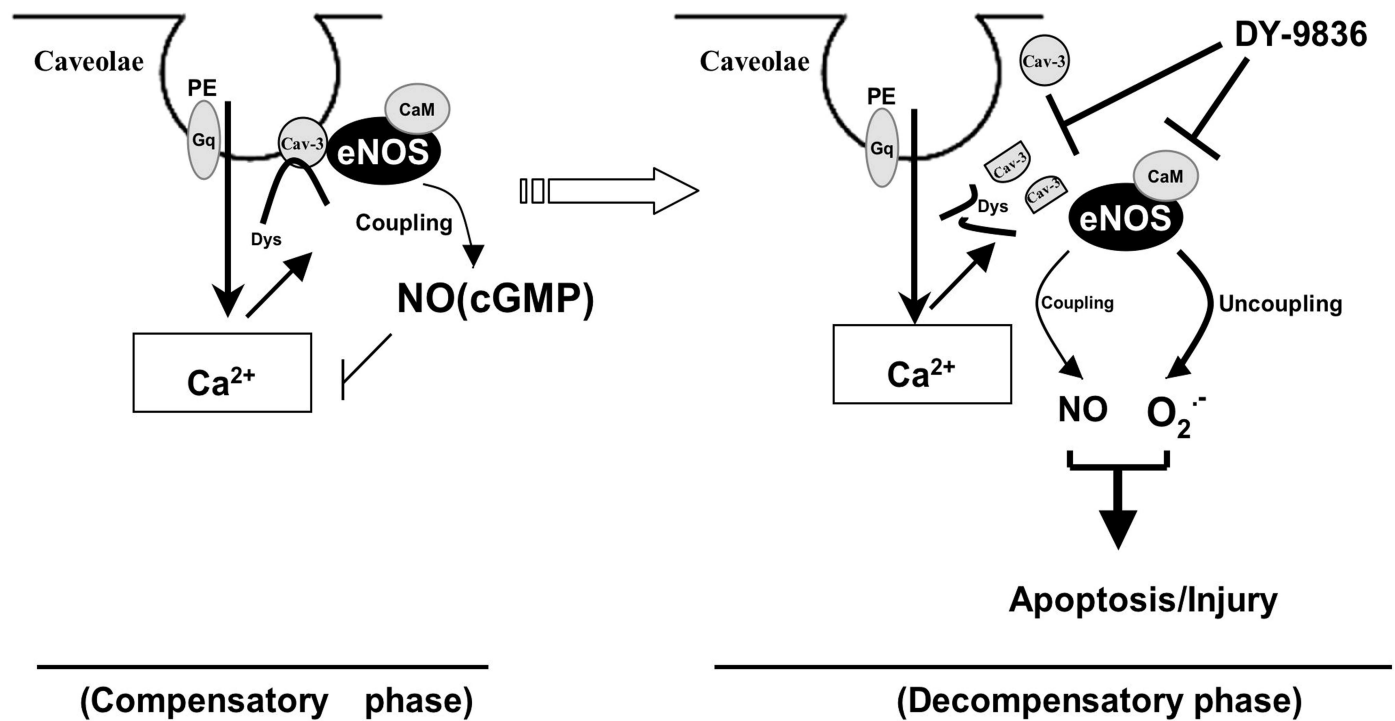 Caveolae
PE
Gq
Cav-3
CaM
eNOS
Dys
Coupling
NO(cGMP)
Ca²⁺
(Compensatory phase)
Caveolae
PE
Gq
Cav-3
DY-9836
Cav-3
Cav-3
Dys
CaM
eNOS
Coupling
Uncoupling
Ca²⁺
NO
O₂·⁻
Apoptosis/Injury
(Decompensatory phase)